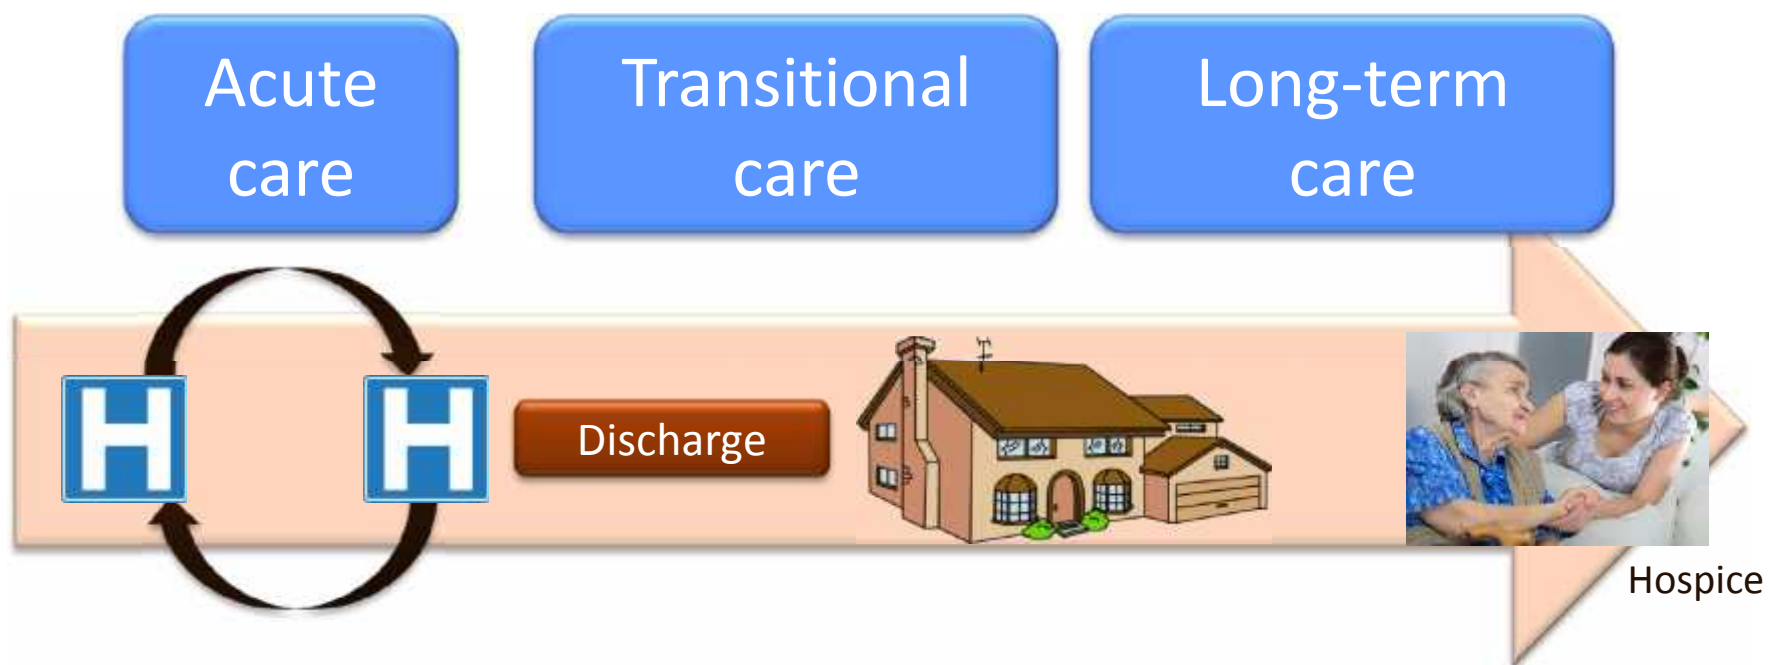 Acute
care
Transitional
care
Long-term
care
H
H
Discharge
Hospice